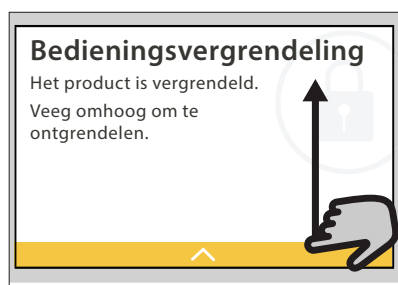 Bedieningsvergrendeling
Het product is vergrendeld.
Veeg omhoog om te
ontgrendelen.